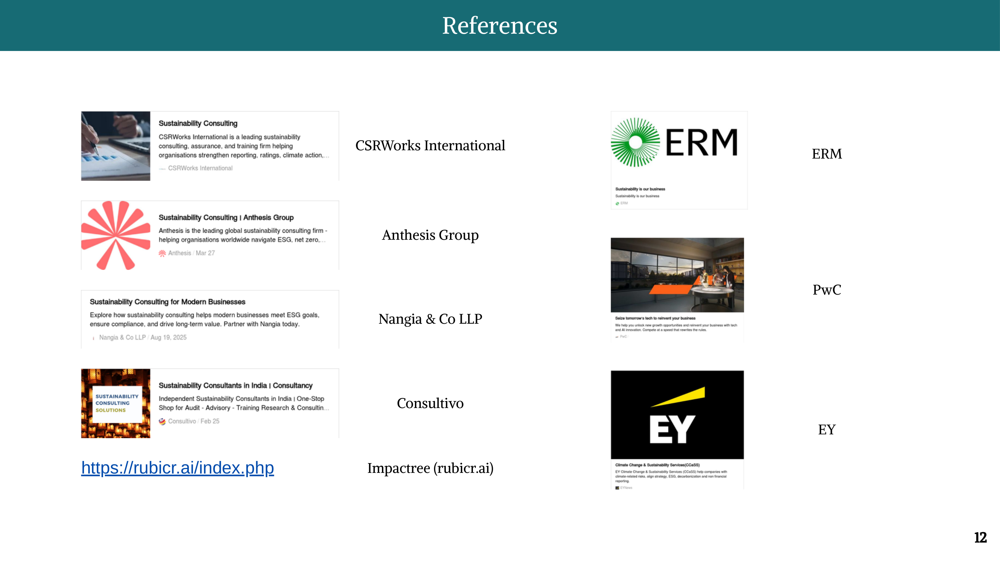 References
Sustainability Consulting
CSRWorks International is a leading sustainability
consulting, assurance, and training firm helping
organisations strengthen reporting, ratings, climate action,...
CSRWorks International
CSRWorks International
Sustainability Consulting | Anthesis Group
Anthesis is the leading global sustainability consulting firm -
helping organisations worldwide navigate ESG, net zero,...
Anthesis / Mar 27
Anthesis Group
Sustainability Consulting for Modern Businesses
Explore how sustainability consulting helps modern businesses meet ESG goals,
ensure compliance, and drive long-term value. Partner with Nangia today.
Nangia & Co LLP / Aug 19, 2025
Nangia & Co LLP
SUSTAINABILITY
CONSULTING
SOLUTIONS
Sustainability Consultants in India | Consultancy
Independent Sustainability Consultants in India | One-Stop
Shop for Audit - Advisory - Training Research & Consultin...
Consultivo / Feb 25
Consultivo
https://rubicr.ai/index.php
Impactree (rubicr.ai)
ERM
Sustainability is our business
Sustainability is our business
ERM
ERM
Seize tomorrow's tech to reinvent your business
We help you unlock new growth opportunities and reinvent your business with tech
and AI innovation. Compete at a speed that rewrites the rules.
PwC /
PwC
EY
Climate Change & Sustainability Services(CCaSS)
EY Climate Change & Sustainability Services (CCaSS) help companies with
climate-related risks, align strategy, ESG, decarbonization and non financial
reporting.
EYNews
EY
12